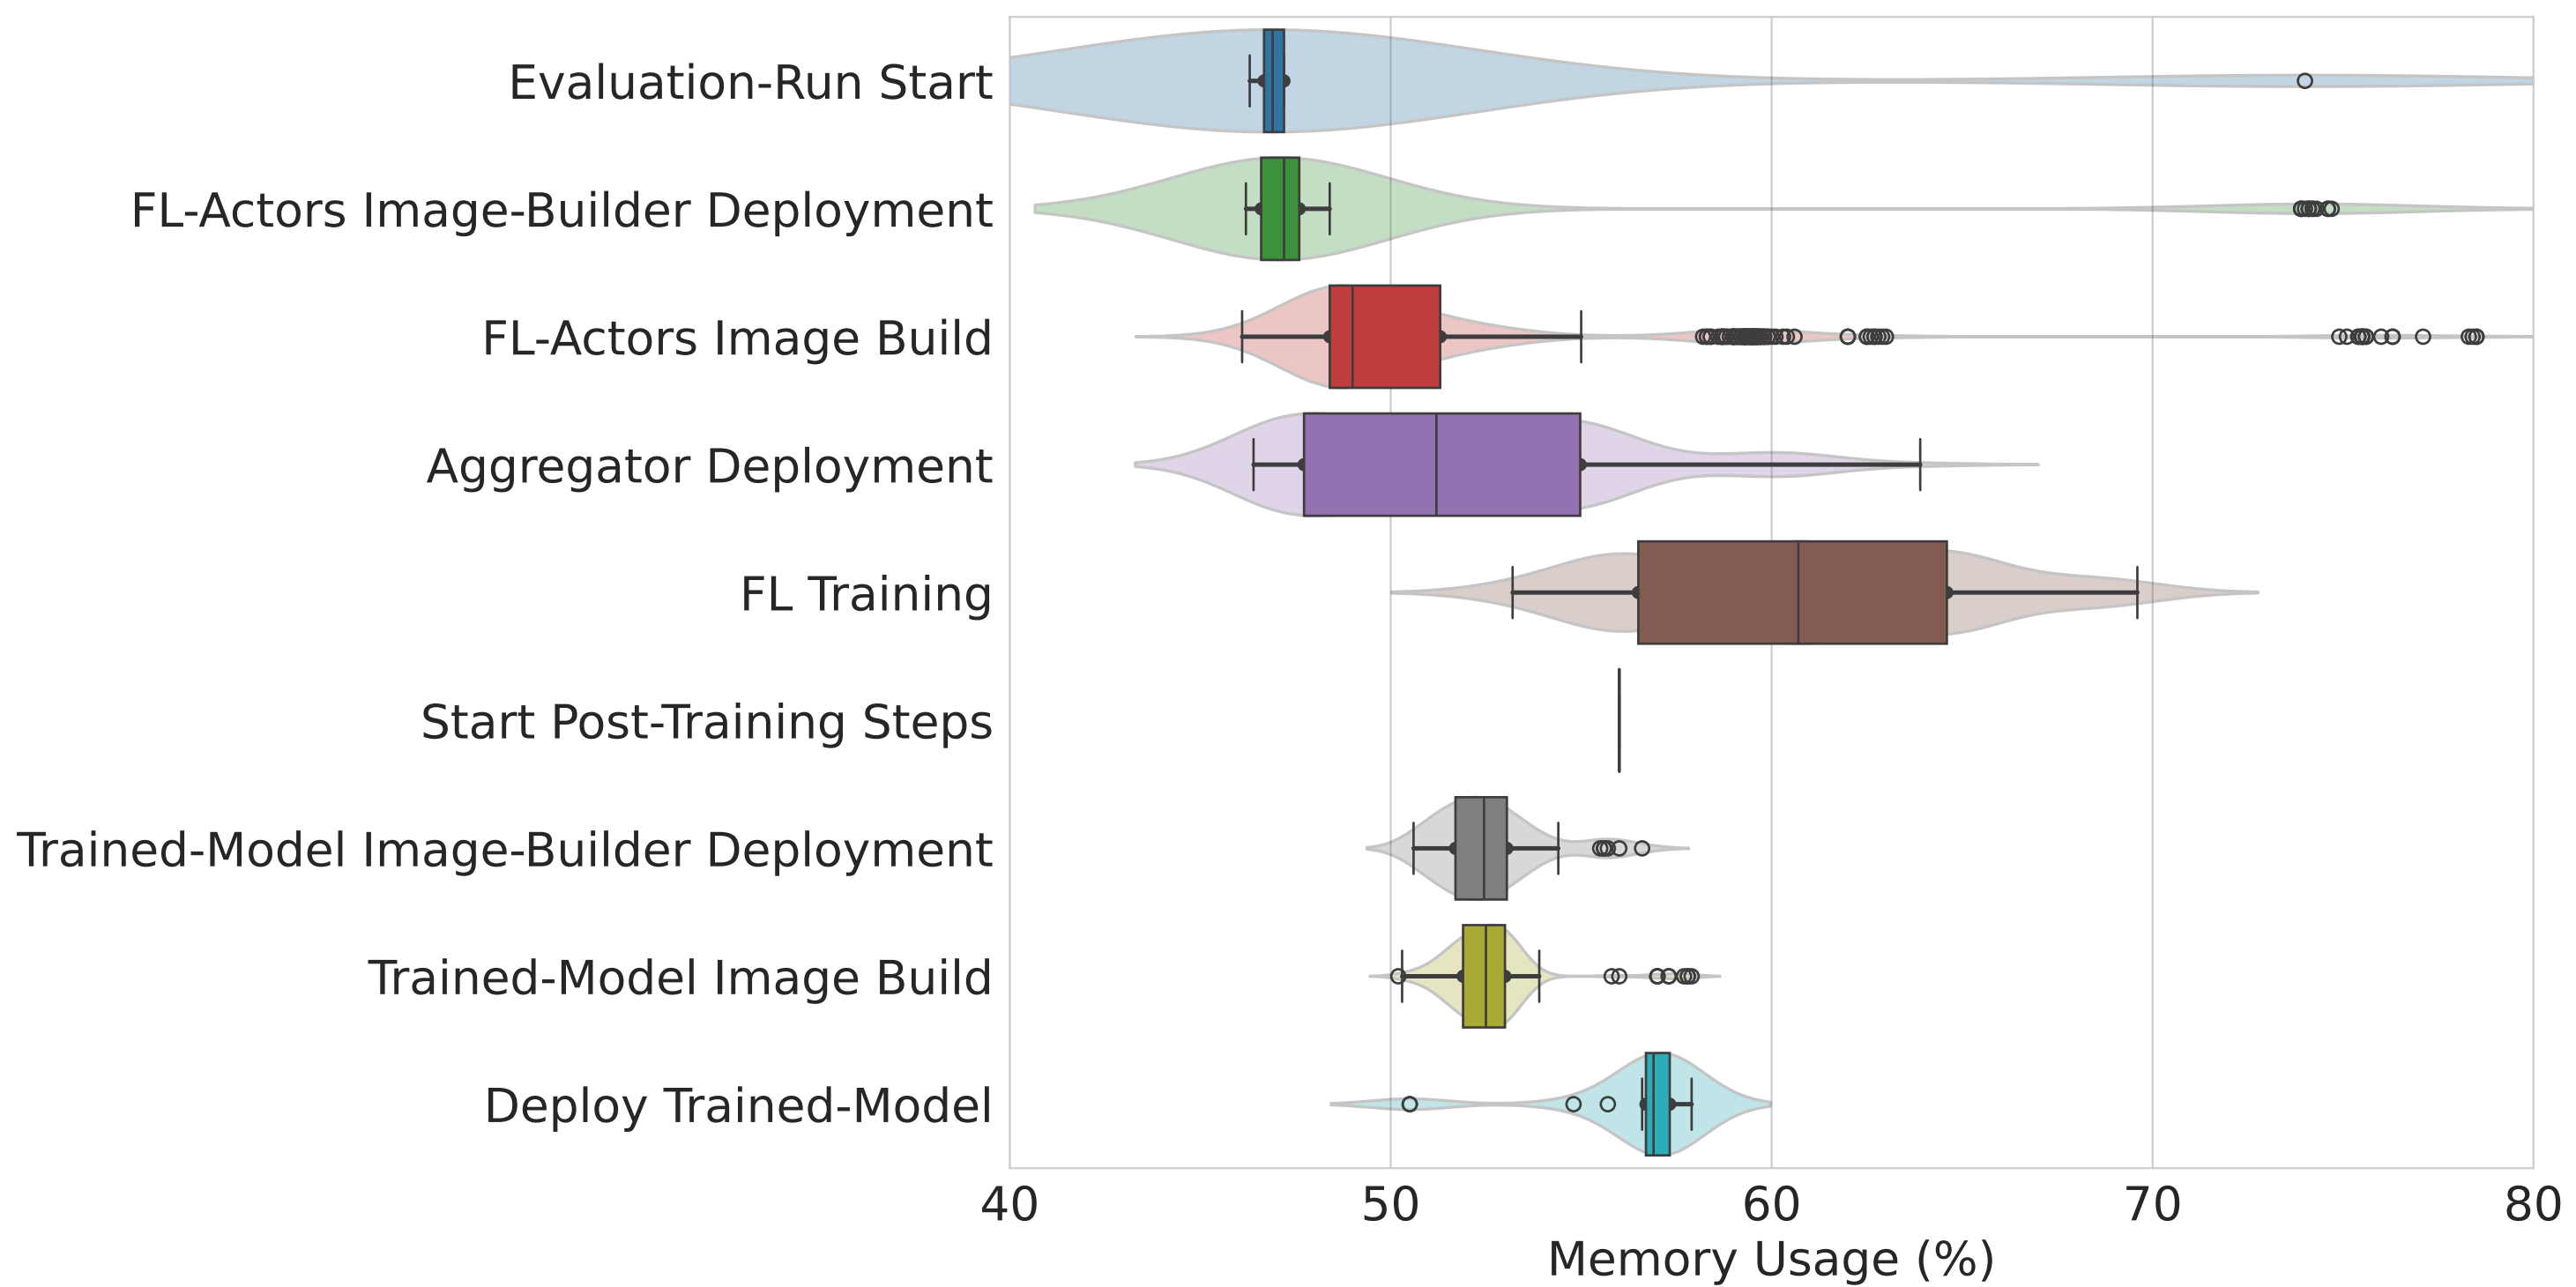 Evaluation-Run Start
FL-Actors Image-Builder Deployment
FL-Actors Image Build
Aggregator Deployment
FL Training
Start Post-Training Steps
Trained-Model Image-Builder Deployment
Trained-Model Image Build
Deploy Trained-Model
40 50 60 70 80
Memory Usage (%)